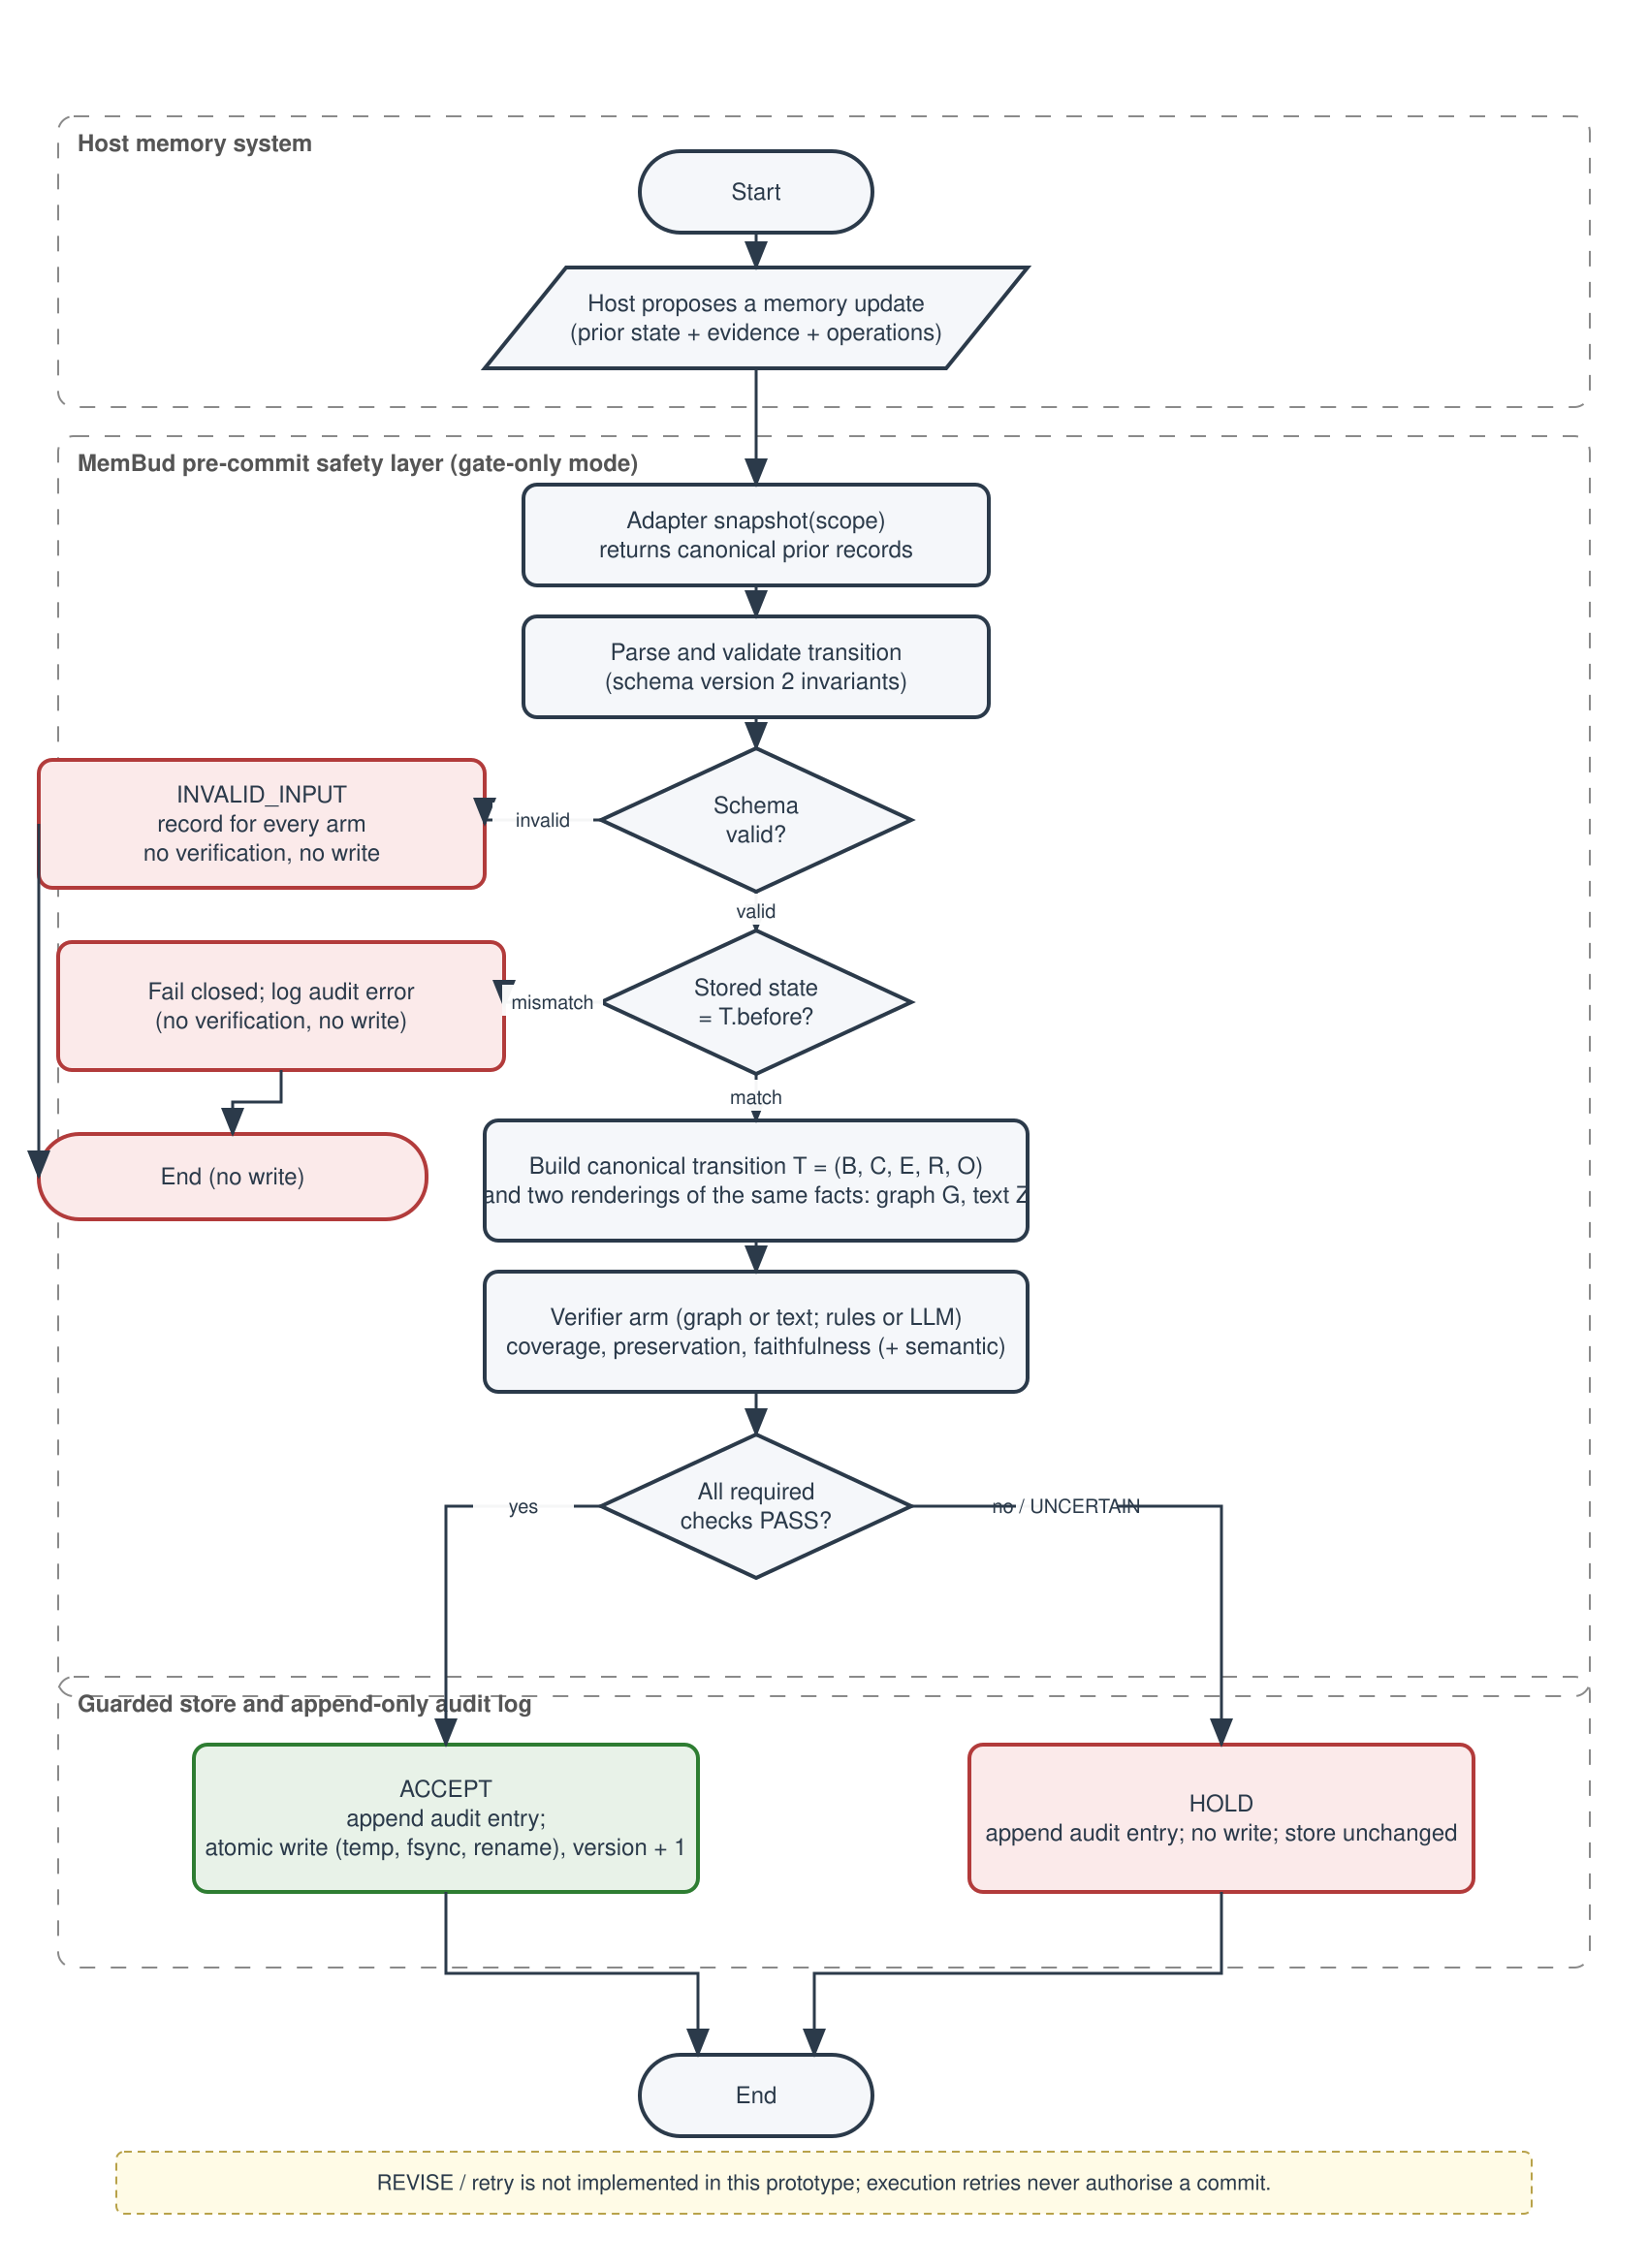 Host memory system
Start
Host proposes a memory update
(prior state + evidence + operations)
MemBud pre-commit safety layer (gate-only mode)
Adapter snapshot(scope)
returns canonical prior records
Parse and validate transition
(schema version 2 invariants)
Schema
valid?
invalid
INVALID_INPUT
record for every arm
no verification, no write
valid
Stored state
= T.before?
mismatch
Fail closed; log audit error
(no verification, no write)
End (no write)
match
Build canonical transition T = (B, C, E, R, O)
and two renderings of the same facts: graph G, text Z
Verifier arm (graph or text; rules or LLM)
coverage, preservation, faithfulness (+ semantic)
All required
checks PASS?
yes
no / UNCERTAIN
Guarded store and append-only audit log
ACCEPT
append audit entry;
atomic write (temp, fsync, rename), version + 1
HOLD
append audit entry; no write; store unchanged
End
REVISE / retry is not implemented in this prototype; execution retries never authorise a commit.